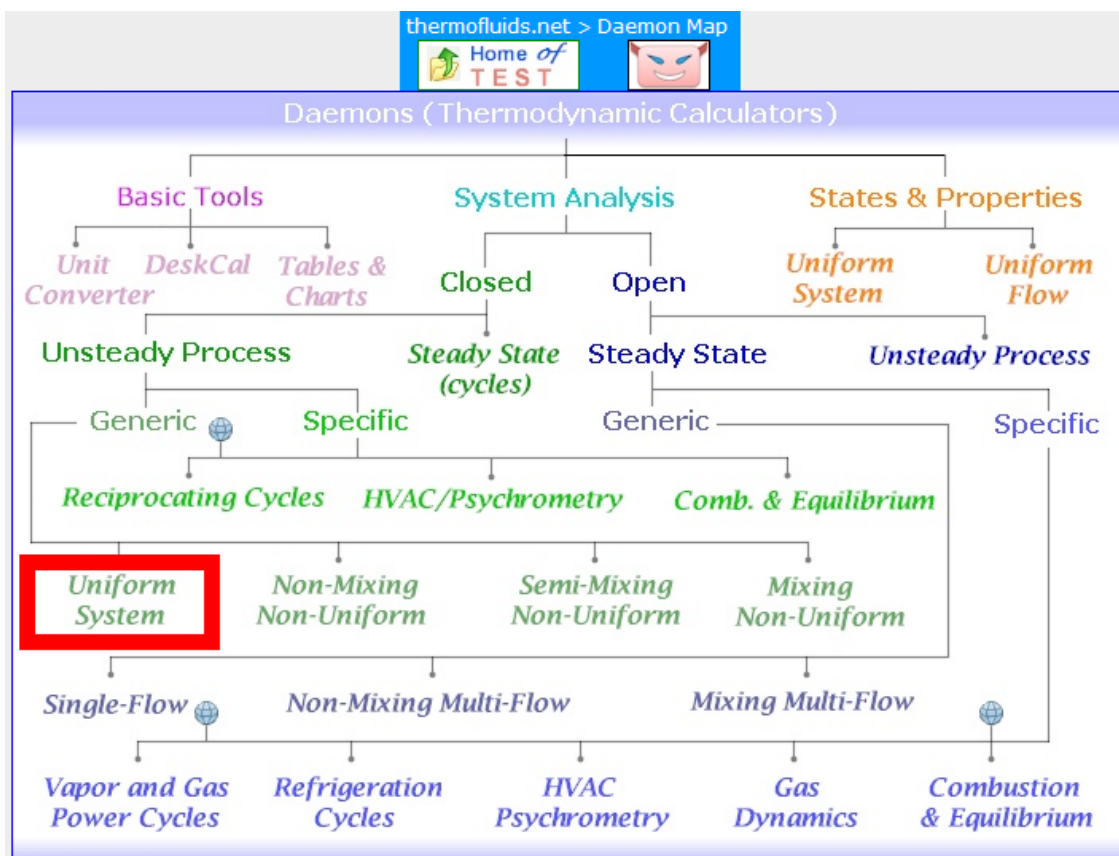 thermofluids.net > Daemon Map
Home of
TEST
Daemons (Thermodynamic Calculators)
Basic Tools
System Analysis
States & Properties
Unit
Converter
DeskCal
Tables &
Charts
Closed
Open
Uniform
System
Uniform
Flow
Unsteady Process
Steady State
(cycles)
Steady State
Unsteady Process
Generic
Specific
Generic
Specific
Reciprocating Cycles
HVAC/Psychrometry
Comb. & Equilibrium
Uniform
System
Non-Mixing
Non-Uniform
Semi-Mixing
Non-Uniform
Mixing
Non-Uniform
Single-Flow
Non-Mixing Multi-Flow
Mixing Multi-Flow
Vapor and Gas
Power Cycles
Refrigeration
Cycles
HVAC
Psychrometry
Gas
Dynamics
Combustion
& Equilibrium